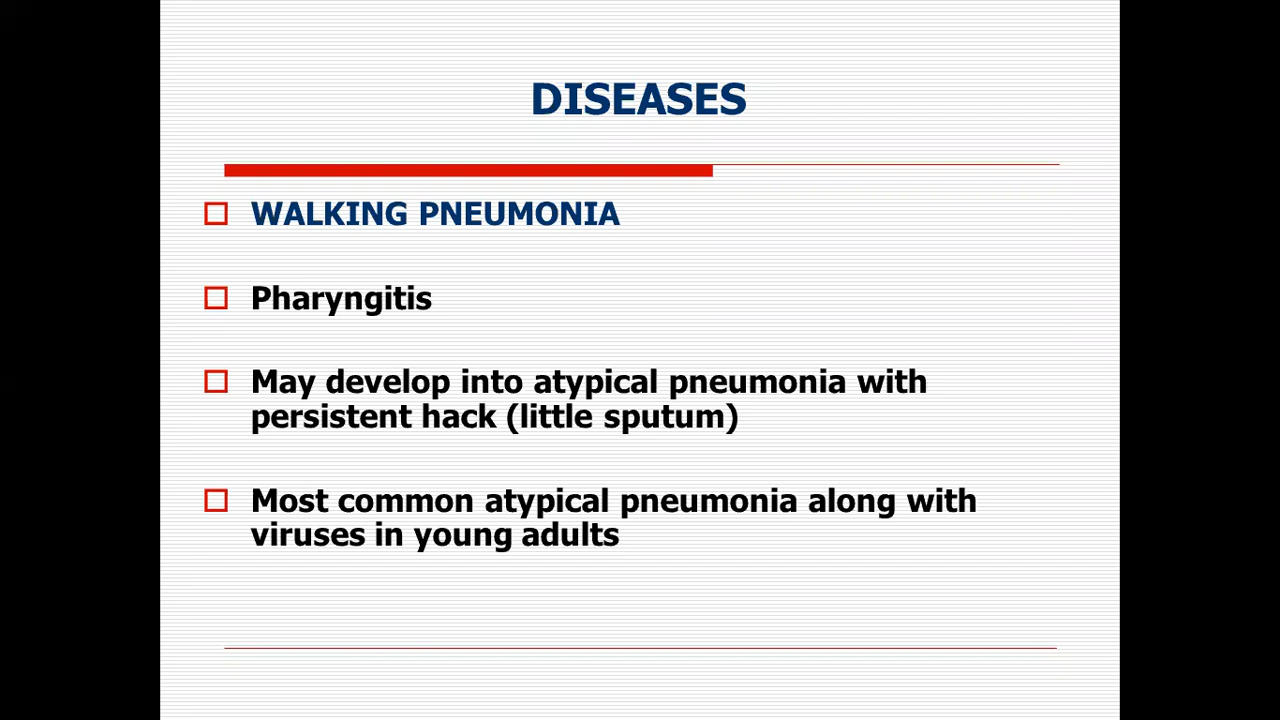 DISEASES
WALKING PNEUMONIA
Pharyngitis
May develop into atypical pneumonia with
persistent hack (little sputum)
Most common atypical pneumonia along with
viruses in young adults